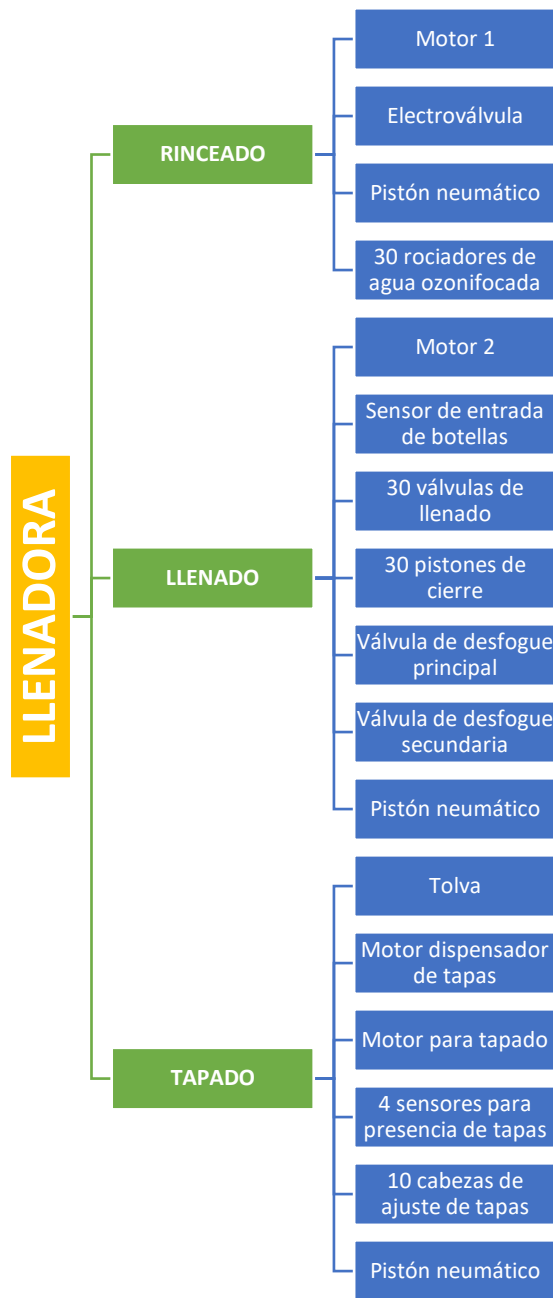 LLENADORA
RINCEADO
Motor 1
Electroválvula
Pistón neumático
30 rociadores de
agua ozonifocada
LLENADO
Motor 2
Sensor de entrada
de botellas
30 válvulas de
llenado
30 pistones de
cierre
Válvula de desfogue
principal
Válvula de desfogue
secundaria
Pistón neumático
TAPADO
Tolva
Motor dispensador
de tapas
Motor para tapado
4 sensores para
presencia de tapas
10 cabezas de
ajuste de tapas
Pistón neumático